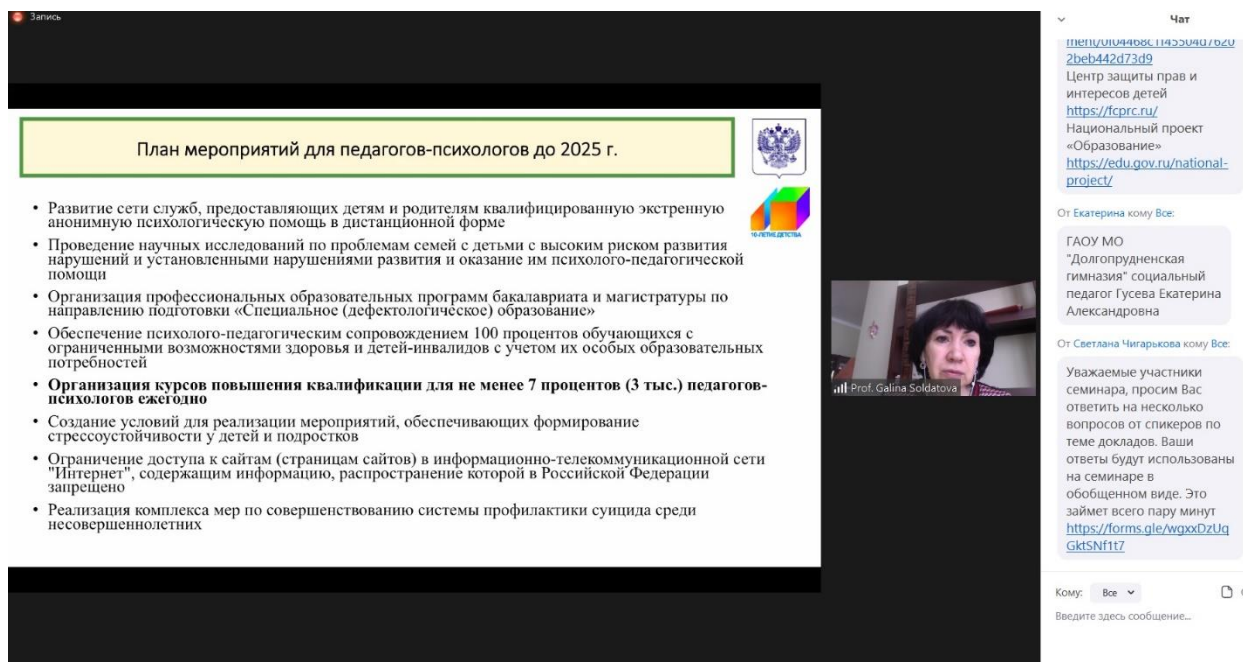 Запись
План мероприятий для педагогов-психологов до 2025 г.
10-ЛЕТИЕ ДЕТСТВА
• Развитие сети служб, предоставляющих детям и родителям квалифицированную экстренную
анонимную психологическую помощь в дистанционной форме
• Проведение научных исследований по проблемам семей с детьми с высоким риском развития
нарушений и установленными нарушениями развития и оказание им психолого-педагогической
помощи
• Организация профессиональных образовательных программ бакалавриата и магистратуры по
направлению подготовки «Специальное (дефектологическое) образование»
• Обеспечение психолого-педагогическим сопровождением 100 процентов обучающихся с
ограниченными возможностями здоровья и детей-инвалидов с учетом их особых образовательных
потребностей
• Организация курсов повышения квалификации для не менее 7 процентов (3 тыс.) педагогов-
психологов ежегодно
• Создание условий для реализации мероприятий, обеспечивающих формирование
стрессоустойчивости у детей и подростков
• Ограничение доступа к сайтам (страницам сайтов) в информационно-телекоммуникационной сети
"Интернет", содержащим информацию, распространение которой в Российской Федерации
запрещено
• Реализация комплекса мер по совершенствованию системы профилактики суицида среди
несовершеннолетних
Prof. Galina Soldatova
Чат
2beb442d73d9
Центр защиты прав и
интересов детей
https://fcprc.ru/
Национальный проект
«Образование»
https://edu.gov.ru/national-
project/
От Екатерина кому Все:
ГАОУ МО
"Долгопрудненская
гимназия" социальный
педагог Гусева Екатерина
Александровна
От Светлана Чигарькова кому Все:
Уважаемые участники
семинара, просим Вас
ответить на несколько
вопросов от спикеров по
теме докладов. Ваши
ответы будут использованы
на семинаре в
обобщенном виде. Это
займет всего пару минут
https://forms.gle/wgxxDzUq
GktSNf1t7
Кому: Все
Введите здесь сообщение...